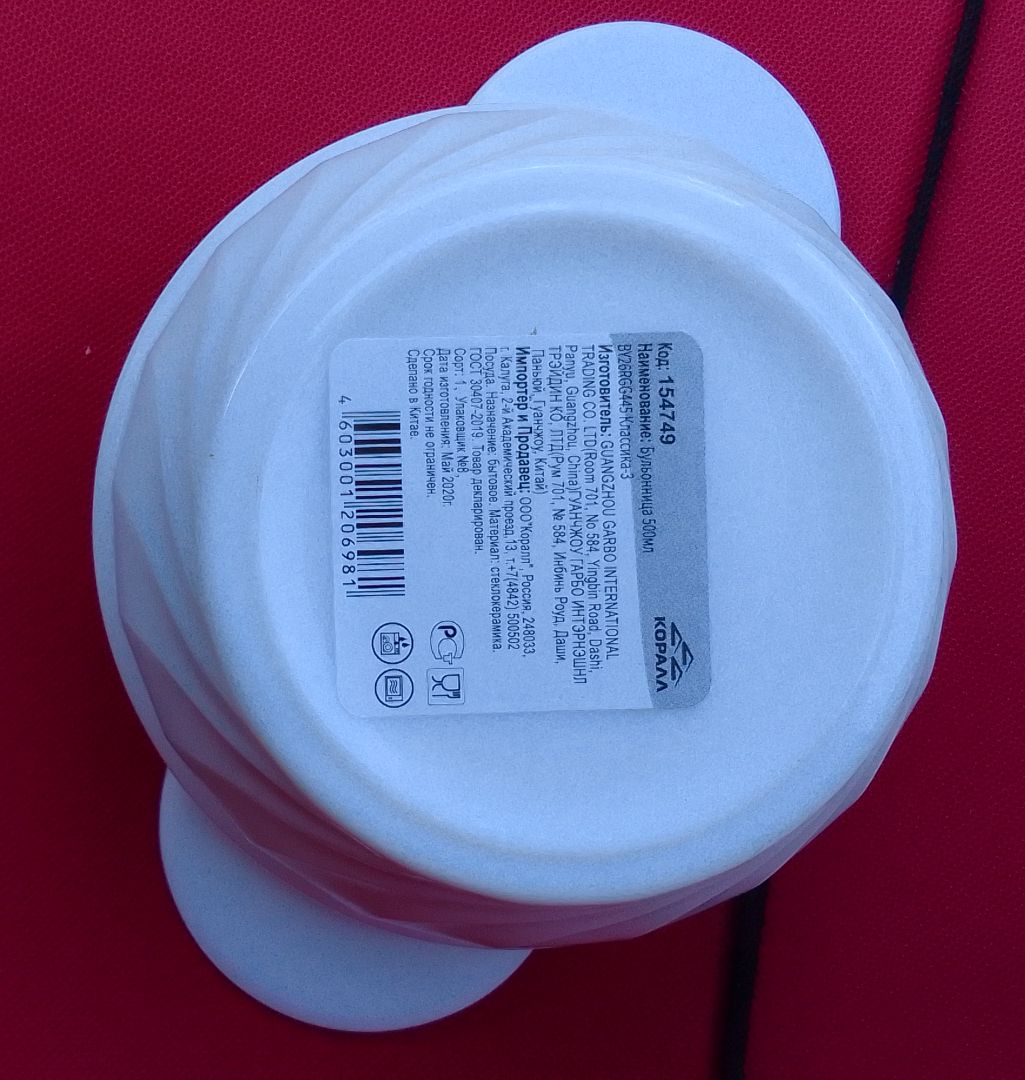 Код: 154749
КОРАЛЛ
Наименование: Бульонница 500мл
BY26RGG445 Классика-3
Изготовитель: GUANGZHOU GARBO INTERNATIONAL
TRADING CO. LTD(Room 701, No 584, Yingbin Road, Dashi,
Panyu, Guangzhou, China)ГУАНЧЖОУ ГАРБО ИНТЭРНЭШНЛ
ТРЭЙДИН КО, ЛТД(Рум 701, № 584, Инбинь Роуд, Даши,
Паньюй, Гуанчжоу, Китай)
Импортёр и Продавец: ООО"Коралл", Россия, 248033,
г. Калуга, 2-й Академический проезд,13, т.+7(4842) 500502
Посуда. Назначение: бытовое. Материал: стеклокерамика.
ГОСТ 30407-2019. Товар декларирован.
Сорт: 1, Упаковщик №8,
Дата изготовления: Май 2020г.
Срок годности не ограничен.
Сделано в Китае.
4 603001 206981
РСТ